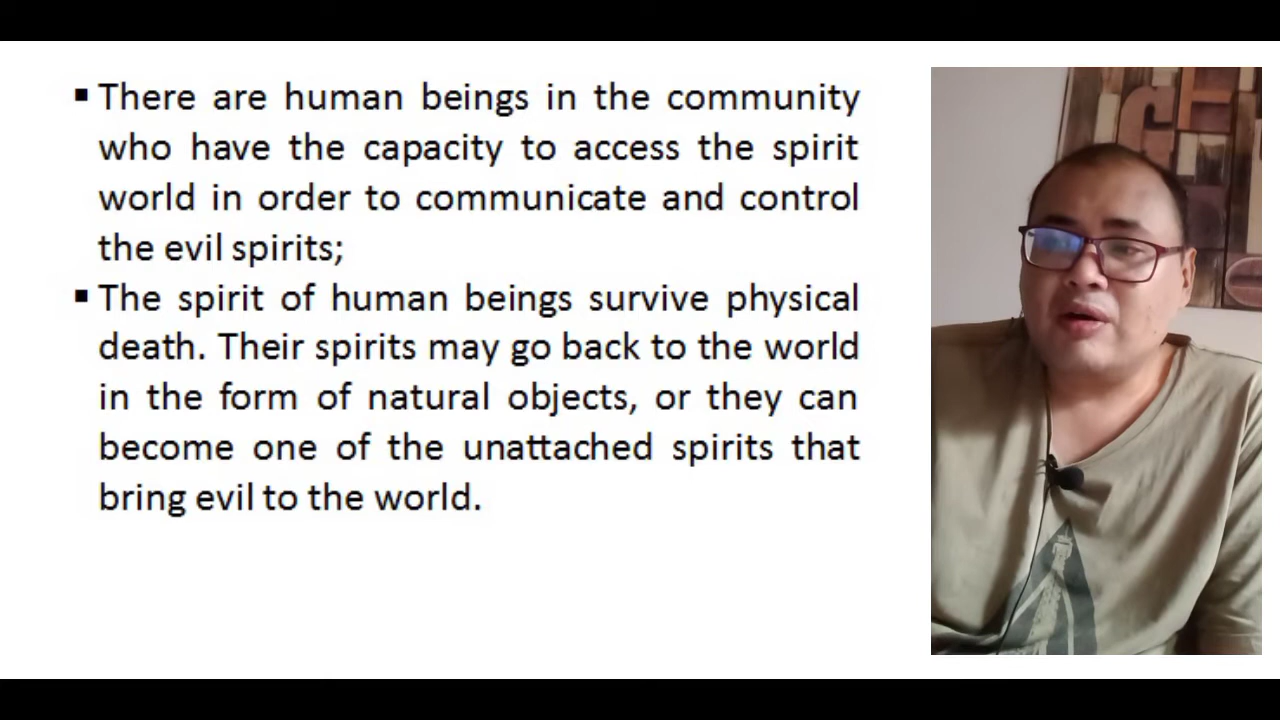 ▪ There are human beings in the community
who have the capacity to access the spirit
world in order to communicate and control
the evil spirits;
▪ The spirit of human beings survive physical
death. Their spirits may go back to the world
in the form of natural objects, or they can
become one of the unattached spirits that
bring evil to the world.